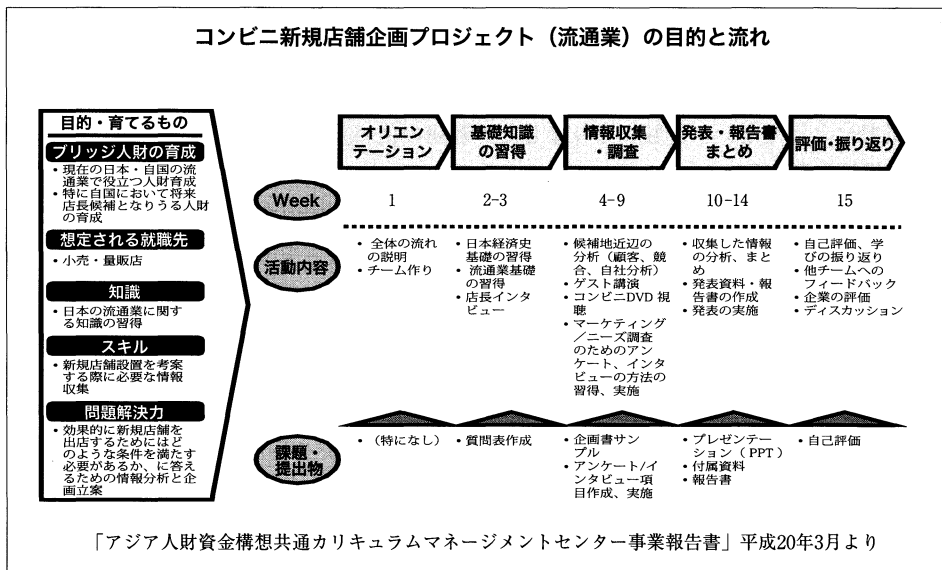 コンビニ新規店舗企画プロジェクト（流通業）の目的と流れ
目的・育てるもの
ブリッジ人財の育成
・現在の日本・自国の流
通業で役立つ人財育成
・特に自国において将来
店長候補となりうる人財
の育成
想定される就職先
・小売・量販店
知識
・日本の流通業に関す
る知識の習得
スキル
・新規店舗設置を考案
する際に必要な情報
収集
問題解決力
・効果的に新規店舗を
出店するためにはど
のような条件を満たす
必要があるか、に答え
るための情報分析と企
画立案
オリエン
テーション
基礎知識
の習得
情報収集
・調査
発表・報告書
まとめ
評価・振り返り
Week
1
2-3
4-9
10-14
15
活動内容
・全体の流れ
の説明
・チーム作り
・日本経済史
基礎の習得
・流通業基礎
の習得
・店長インタ
ビュー
・候補地近辺の
分析（顧客、競
合、自社分析）
・ゲスト講演
・コンビニDVD視
聴
・マーケティング
／ニーズ調査
のためのアン
ケート、インタ
ビューの方法の
習得、実施
・収集した情報
の分析、まと
め
・発表資料・報
告書の作成
・発表の実施
・自己評価、学
びの振り返り
・他チームへの
フィードバック
・企業の評価
・ディスカッション
課題・
提出物
・（特になし）
・質問表作成
・企画書サン
プル
・アンケート/イン
タビュー項
目作成、実施
・プレゼンテー
ション（PPT）
・付属資料
・報告書
・自己評価
「アジア人財資金構想共通カリキュラムマネージメントセンター事業報告書」平成20年3月より